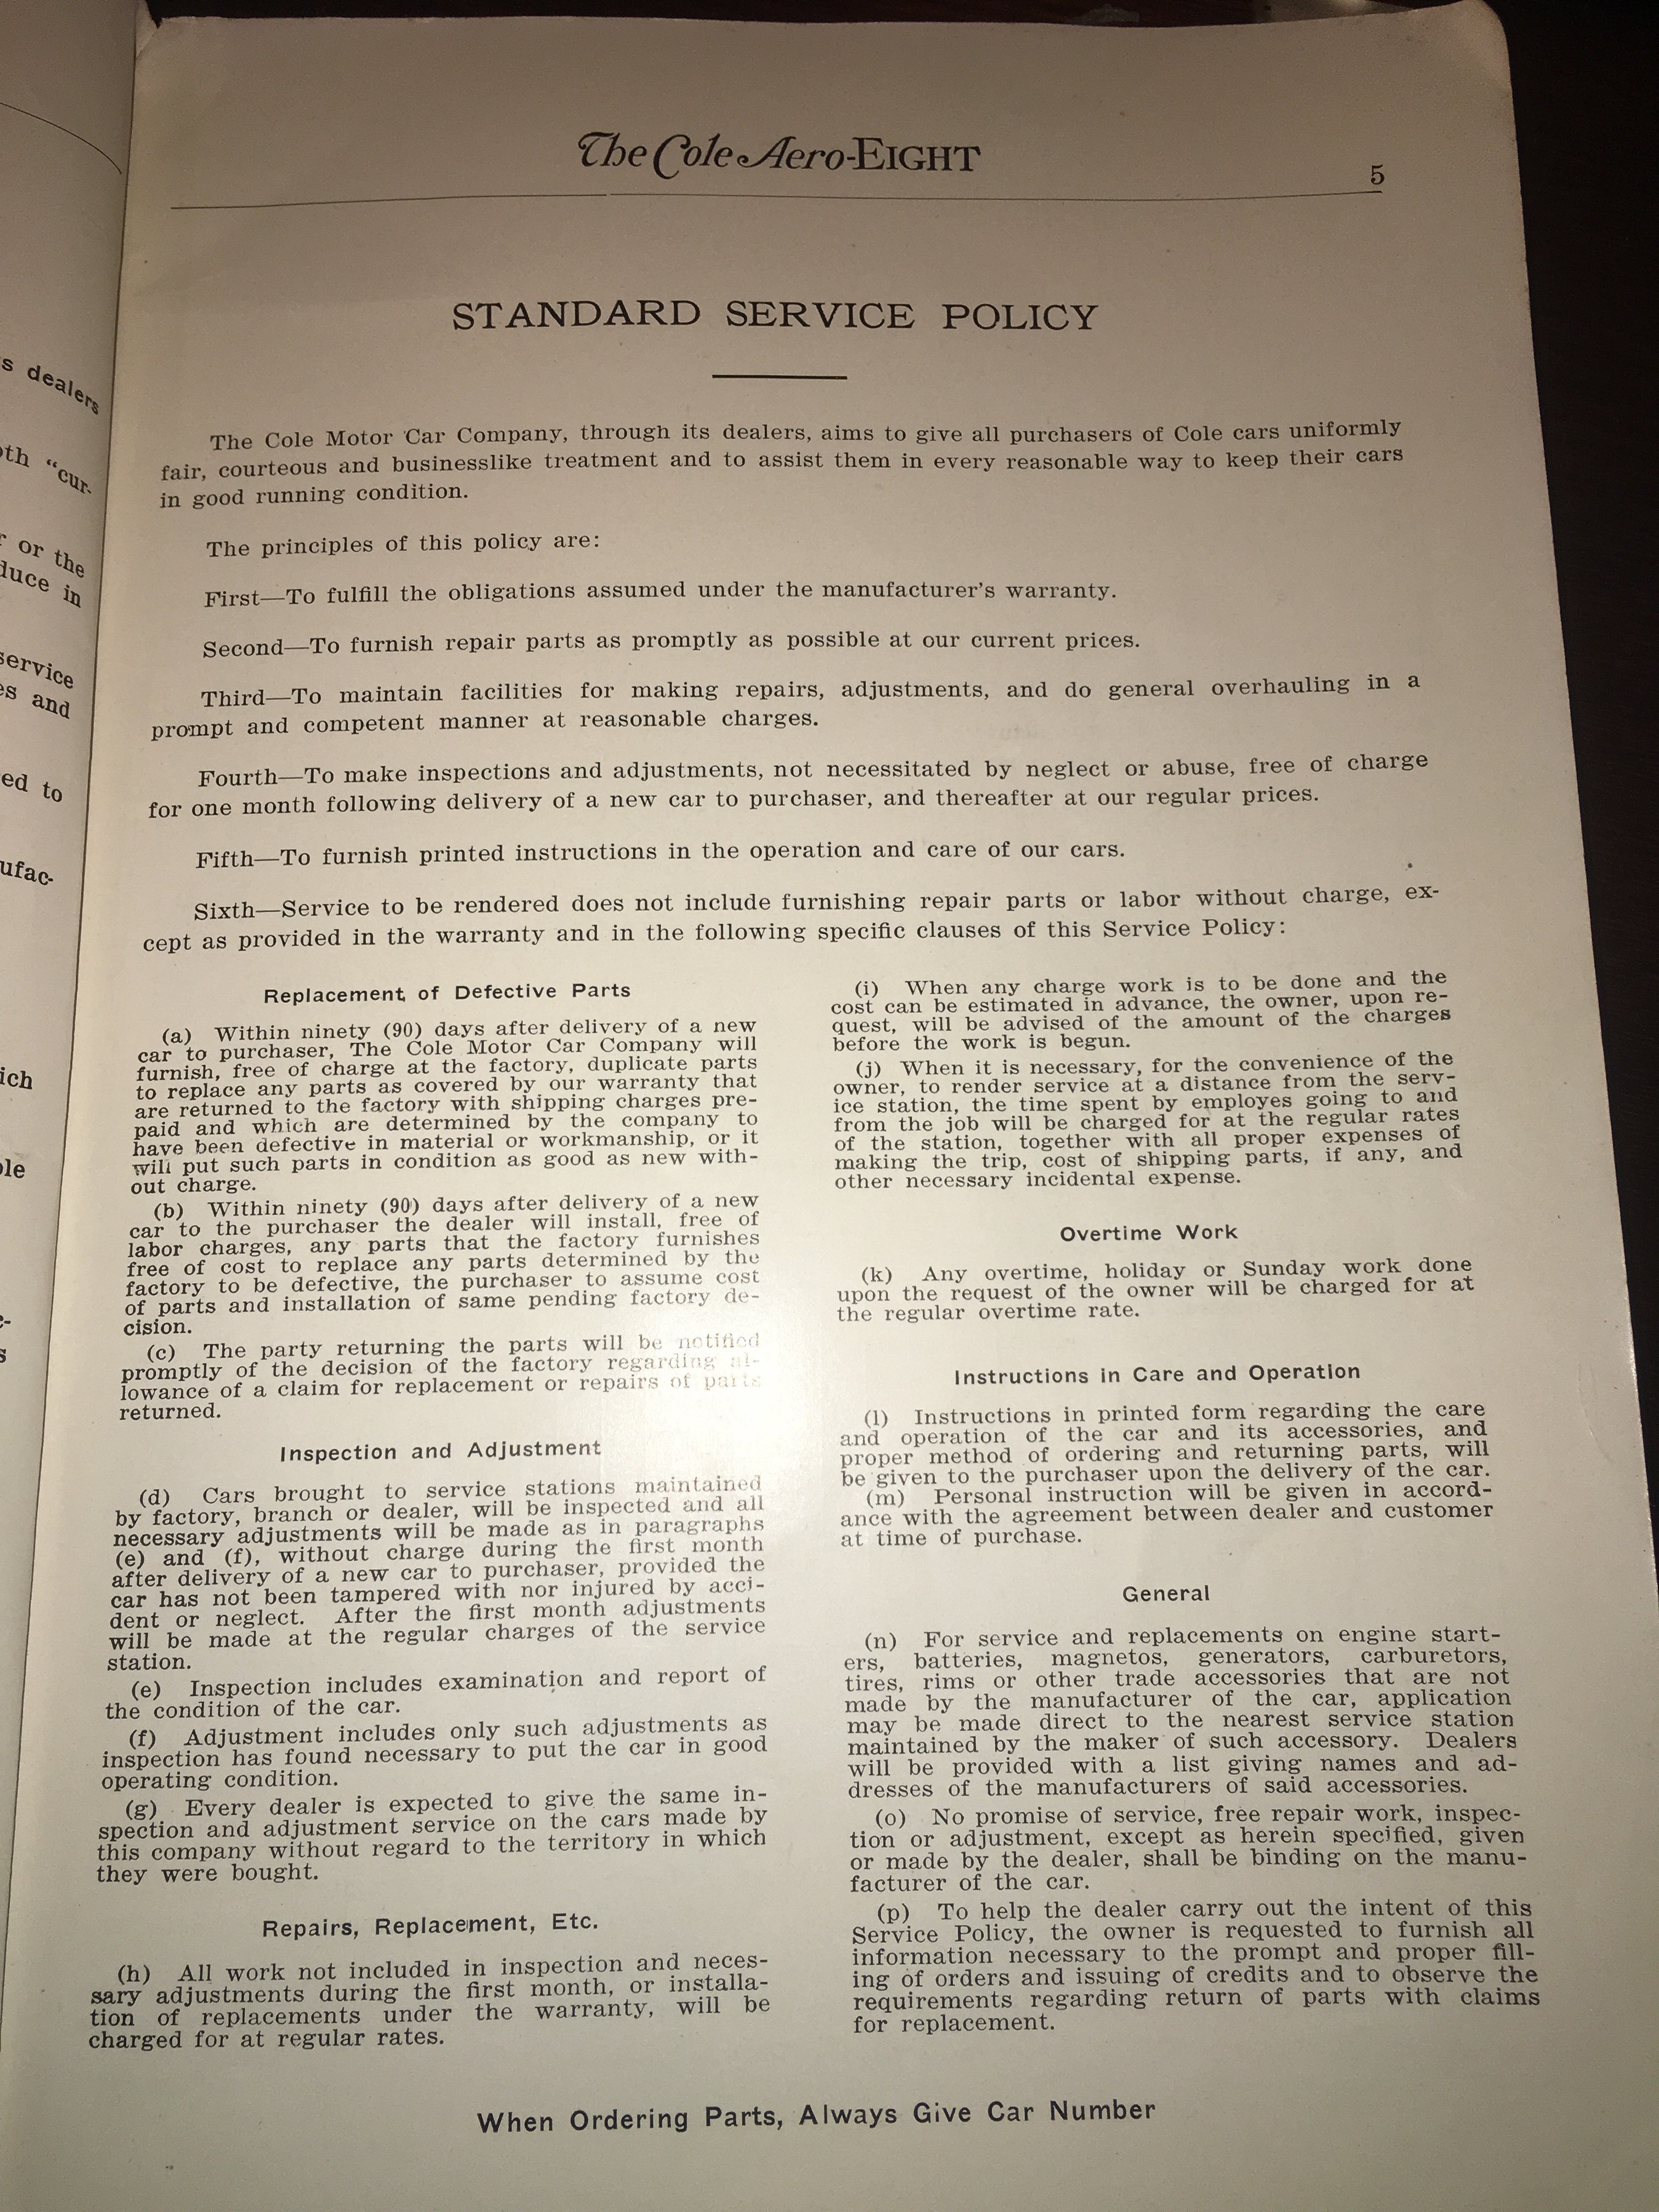 s dealers
oth "cur-
r or the
duce in
service
es and
ed to
ufac-
ich
ole
The Cole Aero-EIGHT
5
STANDARD SERVICE POLICY
The Cole Motor Car Company, through its dealers, aims to give all purchasers of Cole cars uniformly
fair, courteous and businesslike treatment and to assist them in every reasonable way to keep their cars
in good running condition.
The principles of this policy are:
First—To fulfill the obligations assumed under the manufacturer's warranty.
Second—To furnish repair parts as promptly as possible at our current prices.
Third—To maintain facilities for making repairs, adjustments, and do general overhauling in a
prompt and competent manner at reasonable charges.
Fourth—To make inspections and adjustments, not necessitated by neglect or abuse, free of charge
for one month following delivery of a new car to purchaser, and thereafter at our regular prices.
Fifth—To furnish printed instructions in the operation and care of our cars.
Sixth—Service to be rendered does not include furnishing repair parts or labor without charge, ex-
cept as provided in the warranty and in the following specific clauses of this Service Policy:
Replacement of Defective Parts
(a) Within ninety (90) days after delivery of a new
car to purchaser, The Cole Motor Car Company will
furnish, free of charge at the factory, duplicate parts
to replace any parts as covered by our warranty that
are returned to the factory with shipping charges pre-
paid and which are determined by the company to
have been defective in material or workmanship, or it
will put such parts in condition as good as new with-
out charge.
(b) Within ninety (90) days after delivery of a new
car to the purchaser the dealer will install, free of
labor charges, any parts that the factory furnishes
free of cost to replace any parts determined by the
factory to be defective, the purchaser to assume cost
of parts and installation of same pending factory de-
cision.
(c) The party returning the parts will be notified
promptly of the decision of the factory regarding al-
lowance of a claim for replacement or repairs of parts
returned.
Inspection and Adjustment
(d) Cars brought to service stations maintained
by factory, branch or dealer, will be inspected and all
necessary adjustments will be made as in paragraphs
(e) and (f), without charge during the first month
after delivery of a new car to purchaser, provided the
car has not been tampered with nor injured by acci-
dent or neglect. After the first month adjustments
will be made at the regular charges of the service
station.
(e) Inspection includes examination and report of
the condition of the car.
(f) Adjustment includes only such adjustments as
inspection has found necessary to put the car in good
operating condition.
(g) Every dealer is expected to give the same in-
spection and adjustment service on the cars made by
this company without regard to the territory in which
they were bought.
Repairs, Replacement, Etc.
(h) All work not included in inspection and neces-
sary adjustments during the first month, or installa-
tion of replacements under the warranty, will be
charged for at regular rates.
(i) When any charge work is to be done and the
cost can be estimated in advance, the owner, upon re-
quest, will be advised of the amount of the charges
before the work is begun.
(j) When it is necessary, for the convenience of the
owner, to render service at a distance from the serv-
ice station, the time spent by employes going to and
from the job will be charged for at the regular rates
of the station, together with all proper expenses of
making the trip, cost of shipping parts, if any, and
other necessary incidental expense.
Overtime Work
(k) Any overtime, holiday or Sunday work done
upon the request of the owner will be charged for at
the regular overtime rate.
Instructions in Care and Operation
(l) Instructions in printed form regarding the care
and operation of the car and its accessories, and
proper method of ordering and returning parts, will
be given to the purchaser upon the delivery of the car.
(m) Personal instruction will be given in accord-
ance with the agreement between dealer and customer
at time of purchase.
General
(n) For service and replacements on engine start-
ers, batteries, magnetos, generators, carburetors,
tires, rims or other trade accessories that are not
made by the manufacturer of the car, application
may be made direct to the nearest service station
maintained by the maker of such accessory. Dealers
will be provided with a list giving names and ad-
dresses of the manufacturers of said accessories.
(o) No promise of service, free repair work, inspec-
tion or adjustment, except as herein specified, given
or made by the dealer, shall be binding on the manu-
facturer of the car.
(p) To help the dealer carry out the intent of this
Service Policy, the owner is requested to furnish all
information necessary to the prompt and proper fill-
ing of orders and issuing of credits and to observe the
requirements regarding return of parts with claims
for replacement.
When Ordering Parts, Always Give Car Number